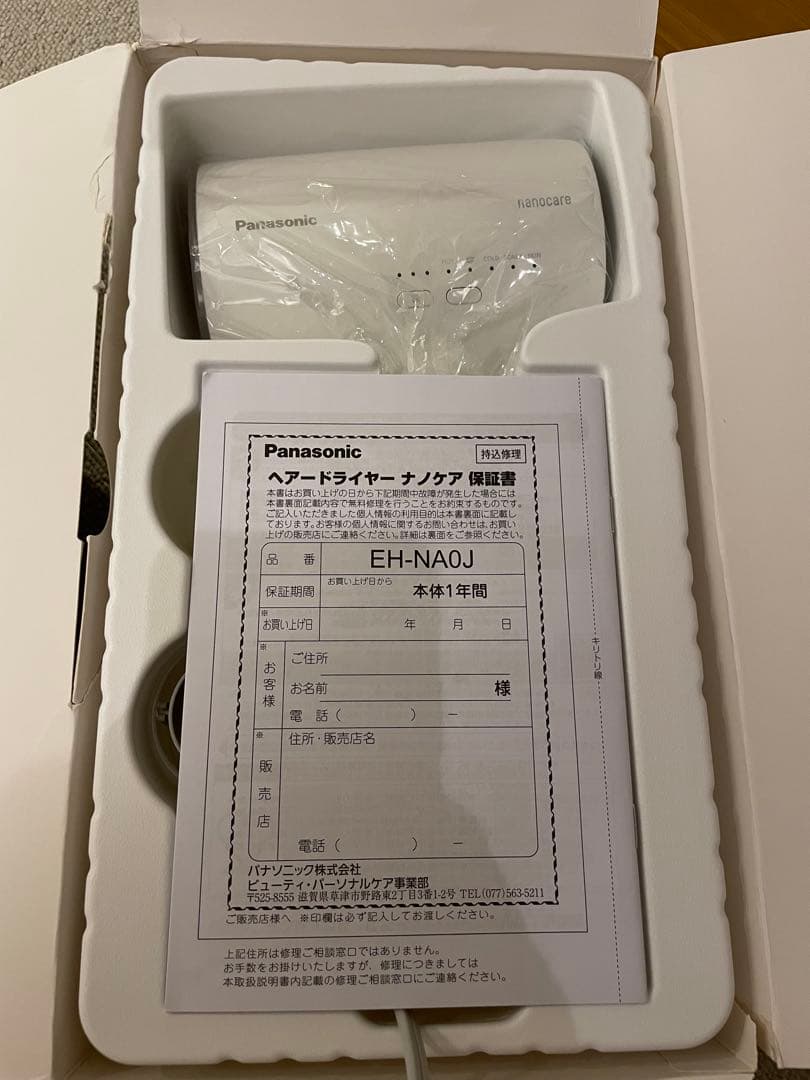 Panasonic
nanocare
COLD
SCALP
SKIN
Panasonic
持込修理
ヘアードライヤー ナノケア 保証書
本書はお買い上げの日から下記期間中故障が発生した場合には
本書裏面記載内容で無料修理を行うことをお約束するものです。
ご記入いただきました個人情報の利用目的は本書裏面に記載し
ております。お客様の個人情報に関するお問い合わせは、お買い
上げの販売店にご連絡ください。詳細は裏面をご参照ください。
品番 EH-NA0J
保証期間 お買い上げ日から 本体1年間
※お買い上げ日 年 月 日
※お客様
ご住所
お名前 様
電話( ) ー
※販売店
住所・販売店名
電話( ) ー
パナソニック株式会社
ビューティ・パーソナルケア事業部
〒525-8555 滋賀県草津市野路東2丁目3番1-2号 TEL(077)563-5211
ご販売店様へ ※印欄は必ず記入してお渡しください。
上記住所は修理ご相談窓口ではありません。
お手数をお掛けいたしますが、修理につきましては
本取扱説明書内記載の修理ご相談窓口にご連絡ください。
キリトリ線